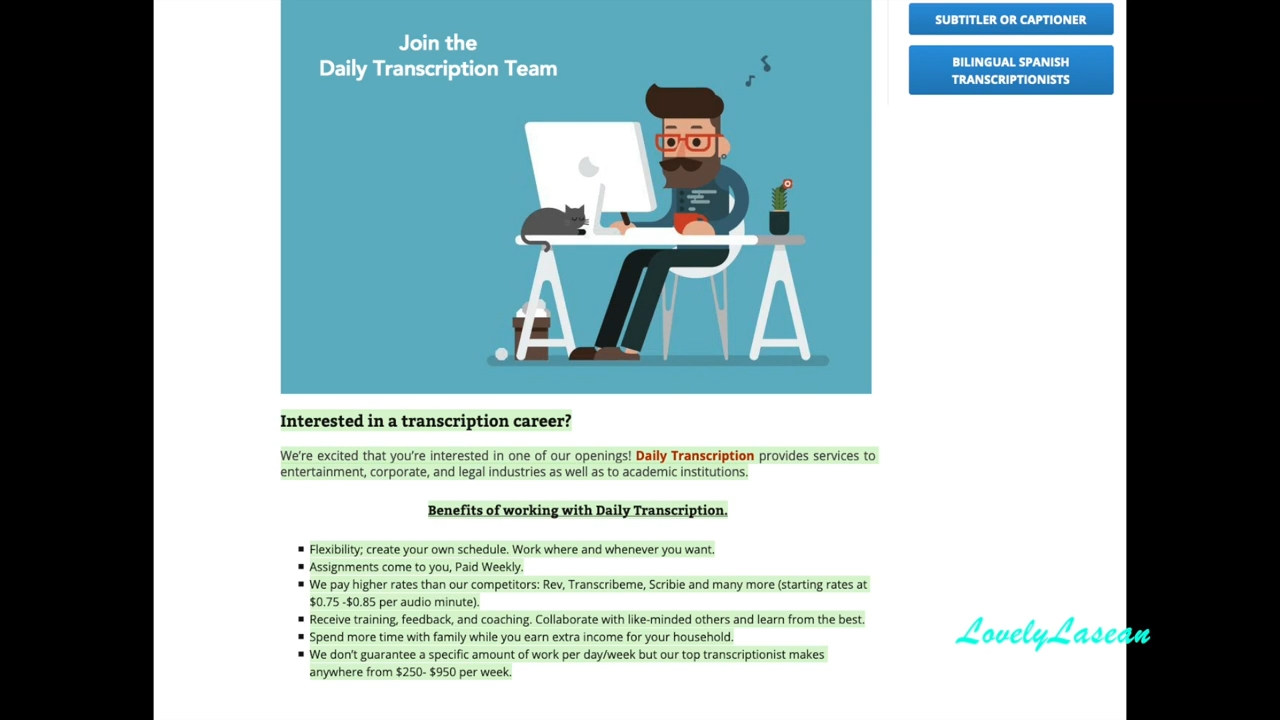 Join the
Daily Transcription Team
SUBTITLER OR CAPTIONER
BILINGUAL SPANISH
TRANSCRIPTIONISTS
Interested in a transcription career?
We’re excited that you’re interested in one of our openings! Daily Transcription provides services to
entertainment, corporate, and legal industries as well as to academic institutions.
Benefits of working with Daily Transcription.
Flexibility; create your own schedule. Work where and whenever you want.
Assignments come to you, Paid Weekly.
We pay higher rates than our competitors: Rev, Transcribeme, Scribie and many more (starting rates at
$0.75 -$0.85 per audio minute).
Receive training, feedback, and coaching. Collaborate with like-minded others and learn from the best.
Spend more time with family while you earn extra income for your household.
We don’t guarantee a specific amount of work per day/week but our top transcriptionist makes
anywhere from $250- $950 per week.
LovelyLasean